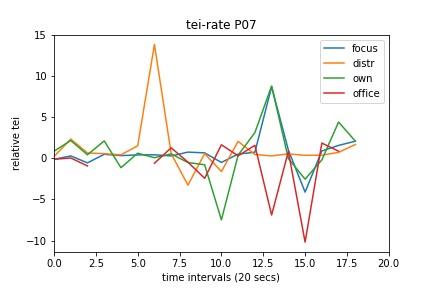 tei-rate P07
focus
distr
own
office
relative tei
15
10
5
0
−5
−10
0.0 2.5 5.0 7.5 10.0 12.5 15.0 17.5 20.0
time intervals (20 secs)